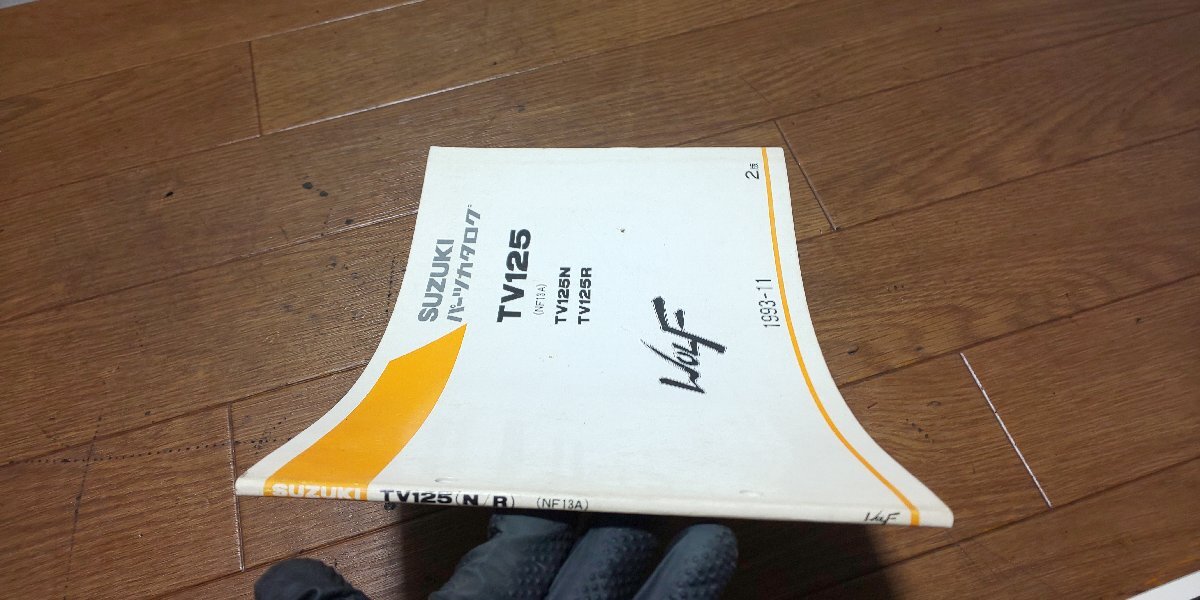 SUZUKI
パーツカタログ
TV125
(NF13A)
TV125N
TV125R
WOLF
1993-11
2版
SUZUKI TV125(N/R) (NF13A) WOLF